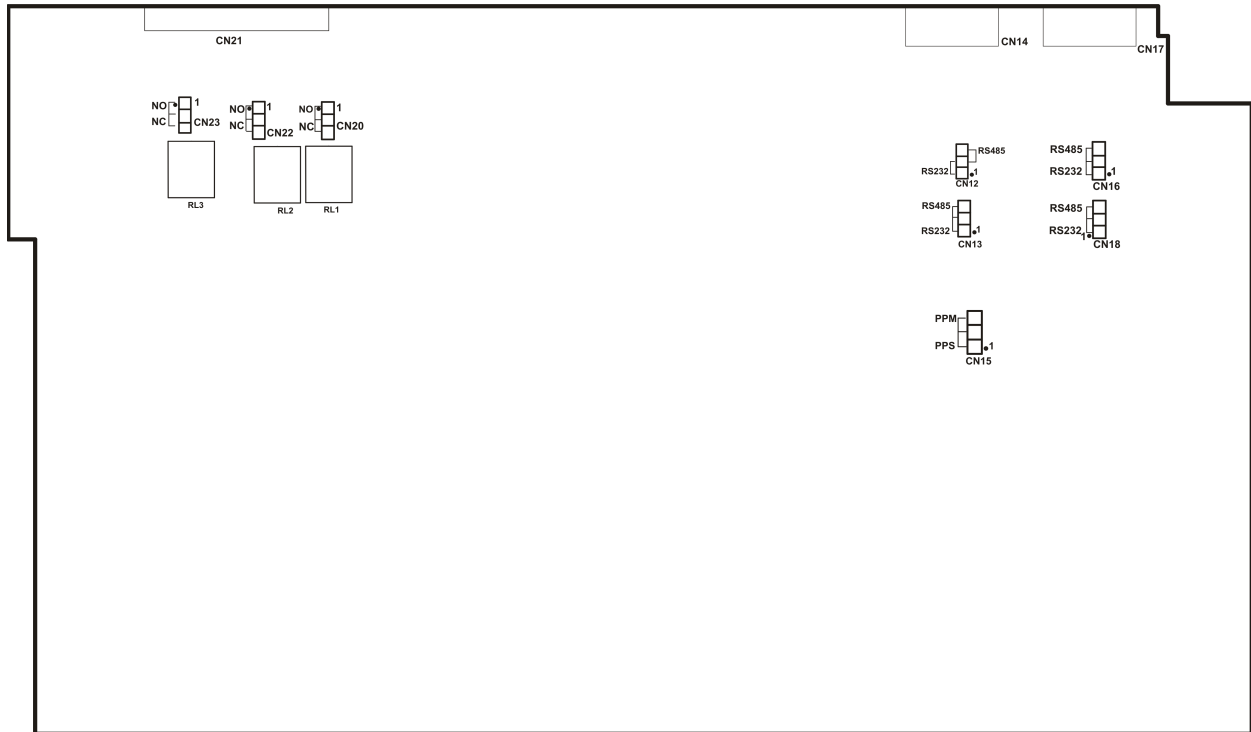 CN21
CN14
CN17
NO 1
NC CN23
NO 1
NC CN22
NO 1
NC CN20
RL3
RL2
RL1
RS485
RS232 1
CN12
RS485
RS232 1
CN16
RS485
RS232 1
CN13
RS485
RS232 1
CN18
PPM
PPS 1
CN15